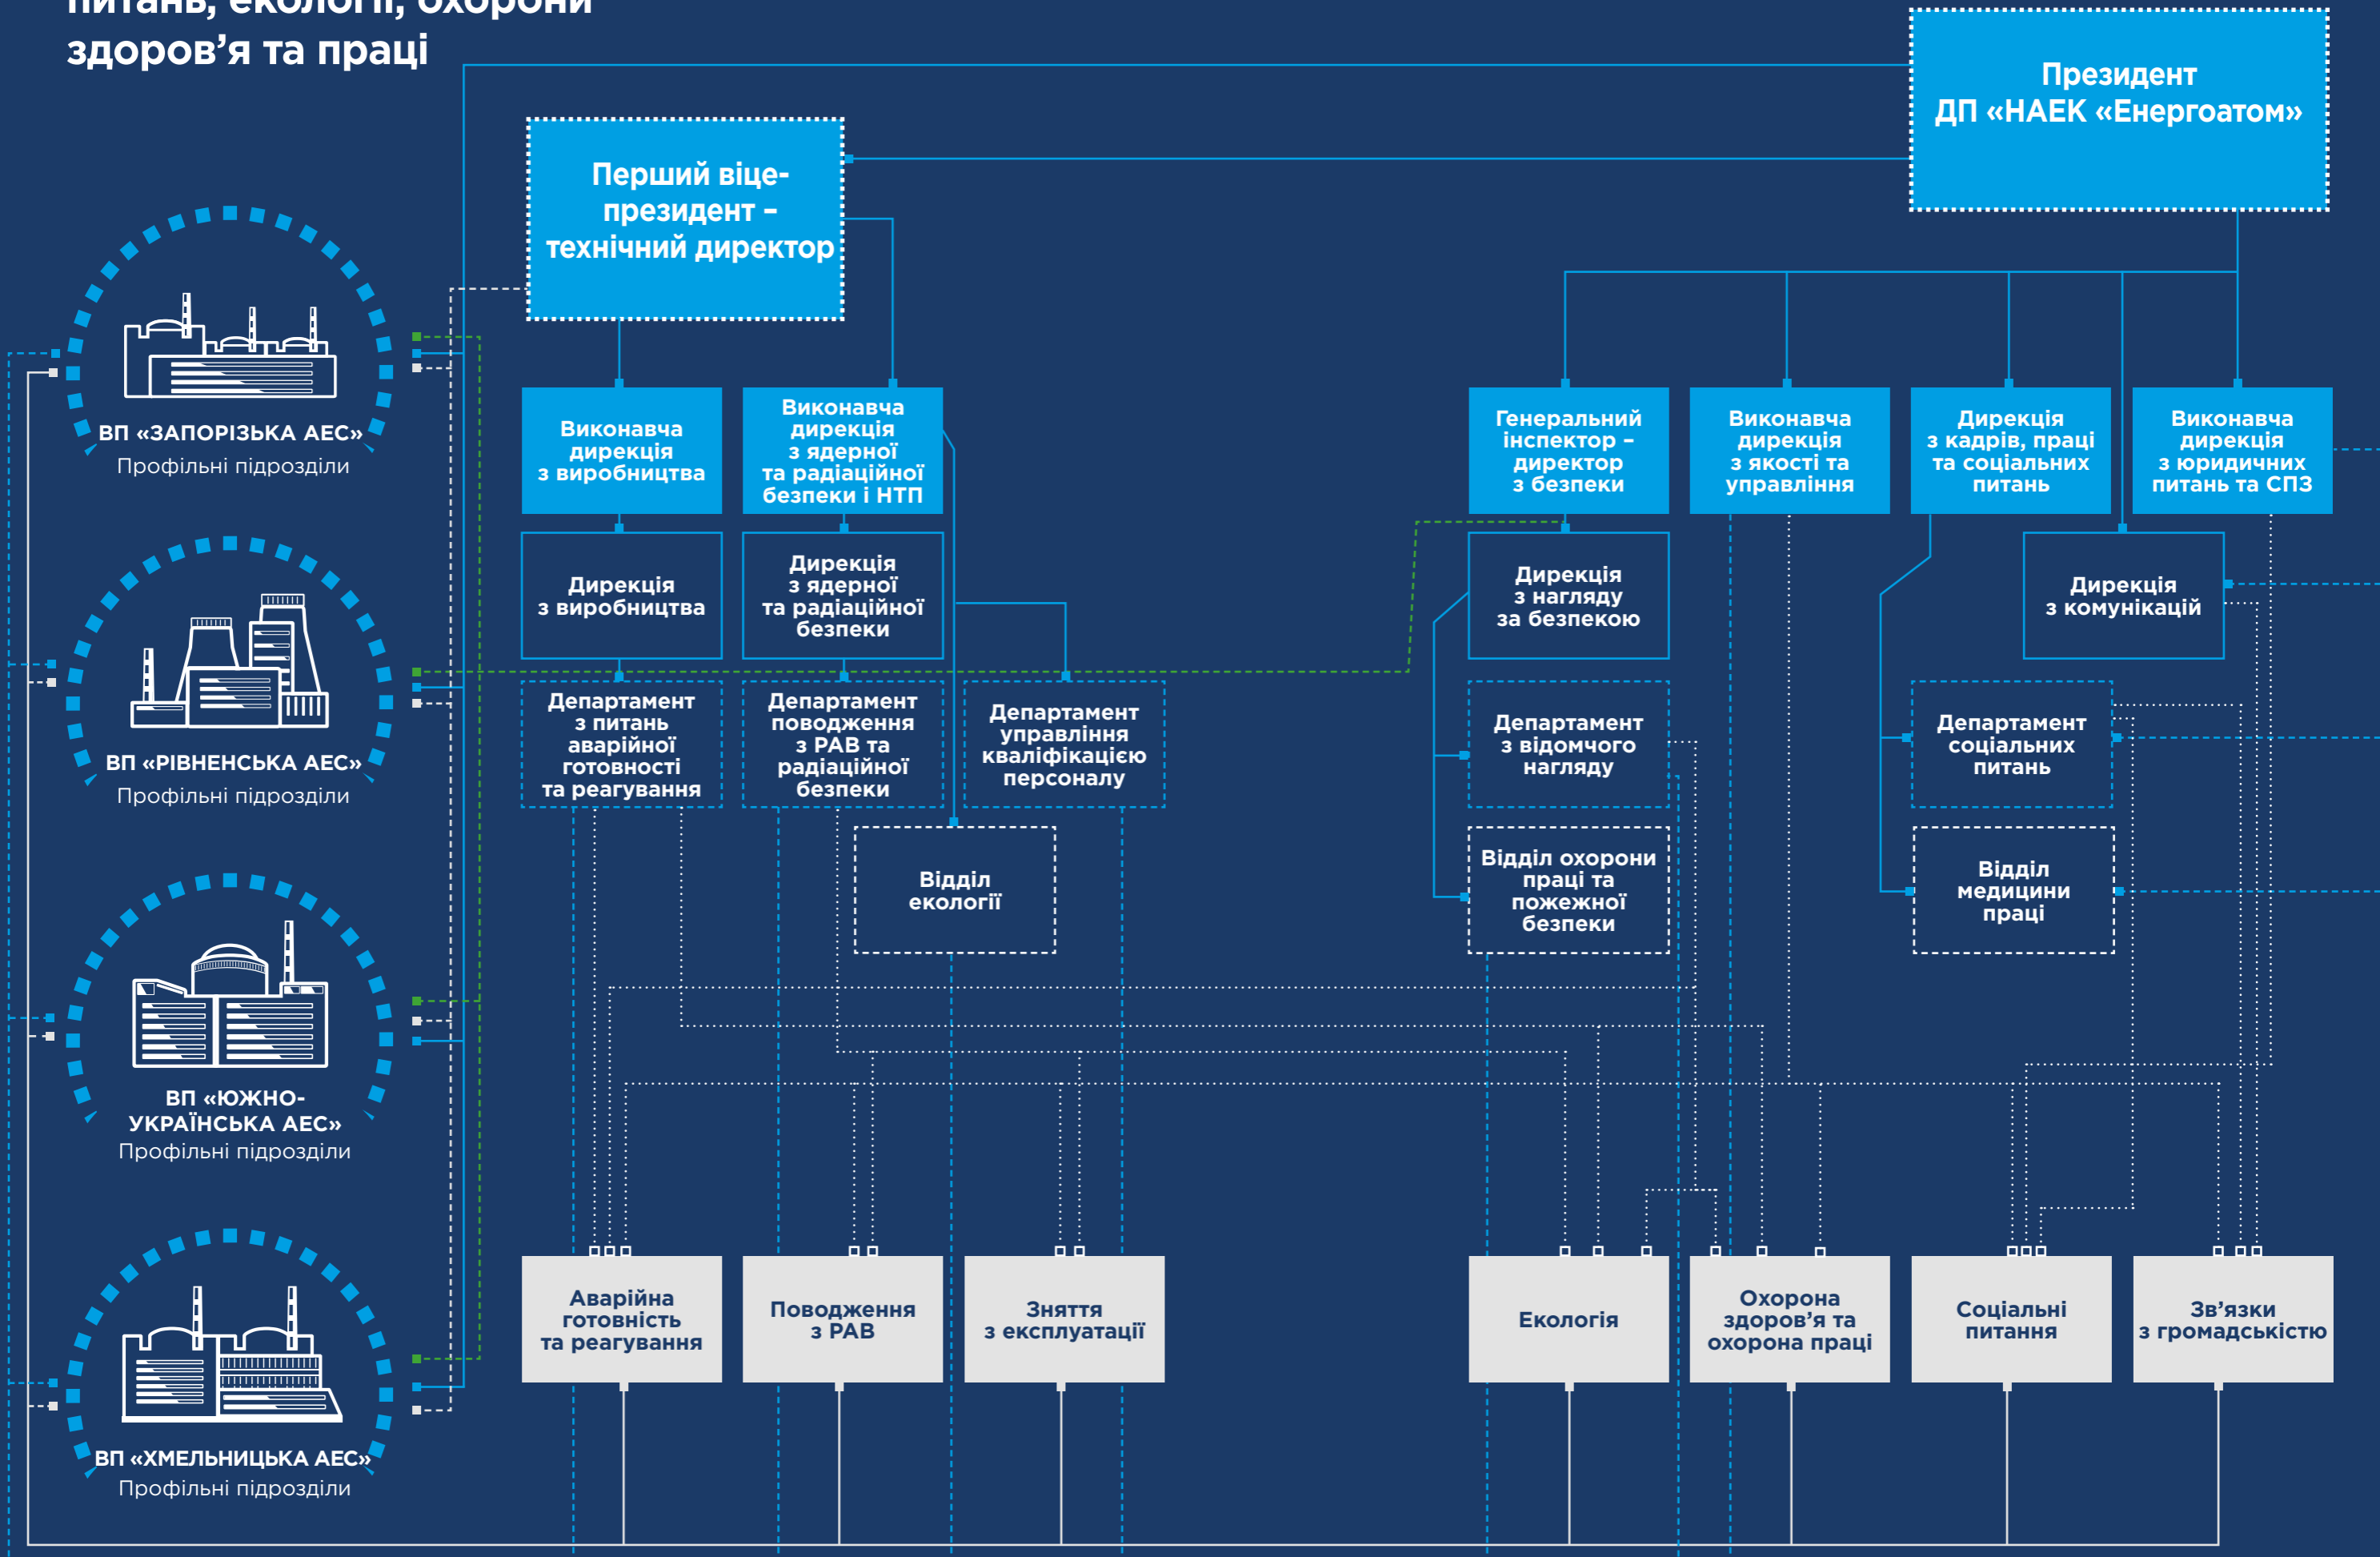 питань, екології, охорони
здоров’я та праці
Президент
ДП «НАЕК «Енергоатом»
Перший віце-
президент –
технічний директор
ВП «ЗАПОРІЗЬКА АЕС»
Профільні підрозділи
ВП «РІВНЕНСЬКА АЕС»
Профільні підрозділи
ВП «ЮЖНО-
УКРАЇНСЬКА АЕС»
Профільні підрозділи
ВП «ХМЕЛЬНИЦЬКА АЕС»
Профільні підрозділи
Виконавча
дирекція
з виробництва
Виконавча
дирекція
з ядерної
та радіаційної
безпеки і НТП
Генеральний
інспектор –
директор
з безпеки
Виконавча
дирекція
з якості та
управління
Дирекція
з кадрів, праці
та соціальних
питань
Виконавча
дирекція
з юридичних
питань та СПЗ
Дирекція
з виробництва
Дирекція
з ядерної
та радіаційної
безпеки
Дирекція
з нагляду
за безпекою
Дирекція
з комунікацій
Департамент
з питань
аварійної
готовності
та реагування
Департамент
поводження
з РАВ та
радіаційної
безпеки
Департамент
управління
кваліфікацією
персоналу
Департамент
з відомчого
нагляду
Департамент
соціальних
питань
Відділ
екології
Відділ охорони
праці та
пожежної
безпеки
Відділ
медицини
праці
Аварійна
готовність
та реагування
Поводження
з РАВ
Зняття
з експлуатації
Екологія
Охорона
здоров’я та
охорона праці
Соціальні
питання
Зв’язки
з громадськістю